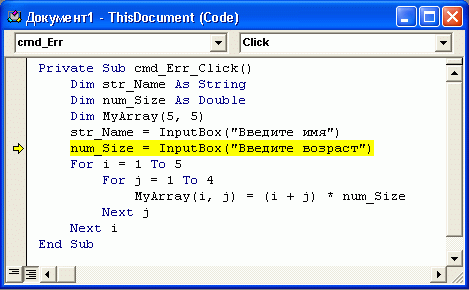 Документ1 - ThisDocument (Code)
cmd_Err Click
Private Sub cmd_Err_Click()
Dim str_Name As String
Dim num_Size As Double
Dim MyArray(5, 5)
str_Name = InputBox("Введите имя")
num_Size = InputBox("Введите возраст")
For i = 1 To 5
For j = 1 To 4
MyArray(i, j) = (i + j) * num_Size
Next j
Next i
End Sub